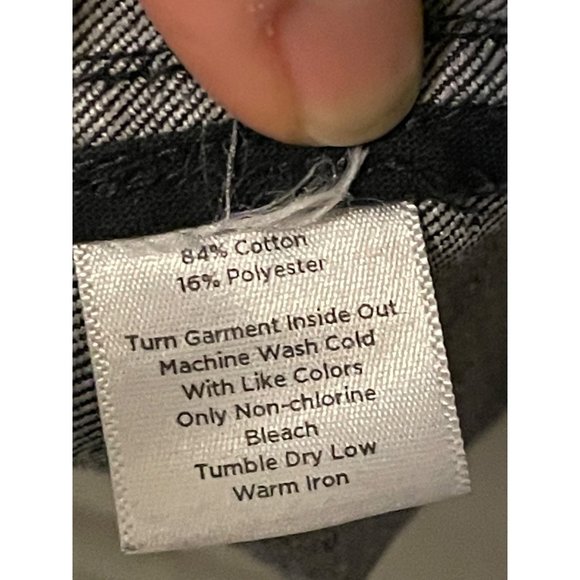 84% Cotton
16% Polyester
Turn Garment Inside Out
Machine Wash Cold
With Like Colors
Only Non-chlorine
Bleach
Tumble Dry Low
Warm Iron